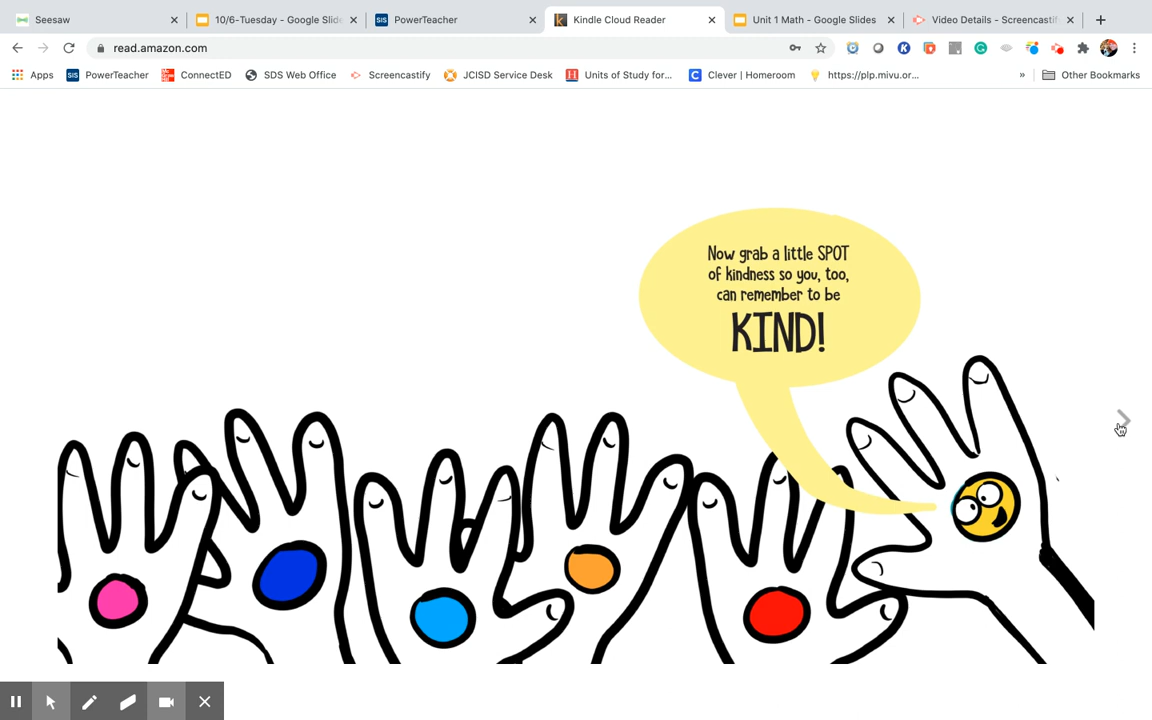 Seesaw
10/6-Tuesday - Google Slide
PowerTeacher
Kindle Cloud Reader
Unit 1 Math - Google Slides
Video Details - Screencastif
read.amazon.com
Apps
SIS PowerTeacher
ConnectED
SDS Web Office
Screencastify
JCISD Service Desk
Units of Study for...
Clever | Homeroom
https://plp.mivu.or...
»
Other Bookmarks
Now grab a little SPOT
of kindness so you, too,
can remember to be
KIND!